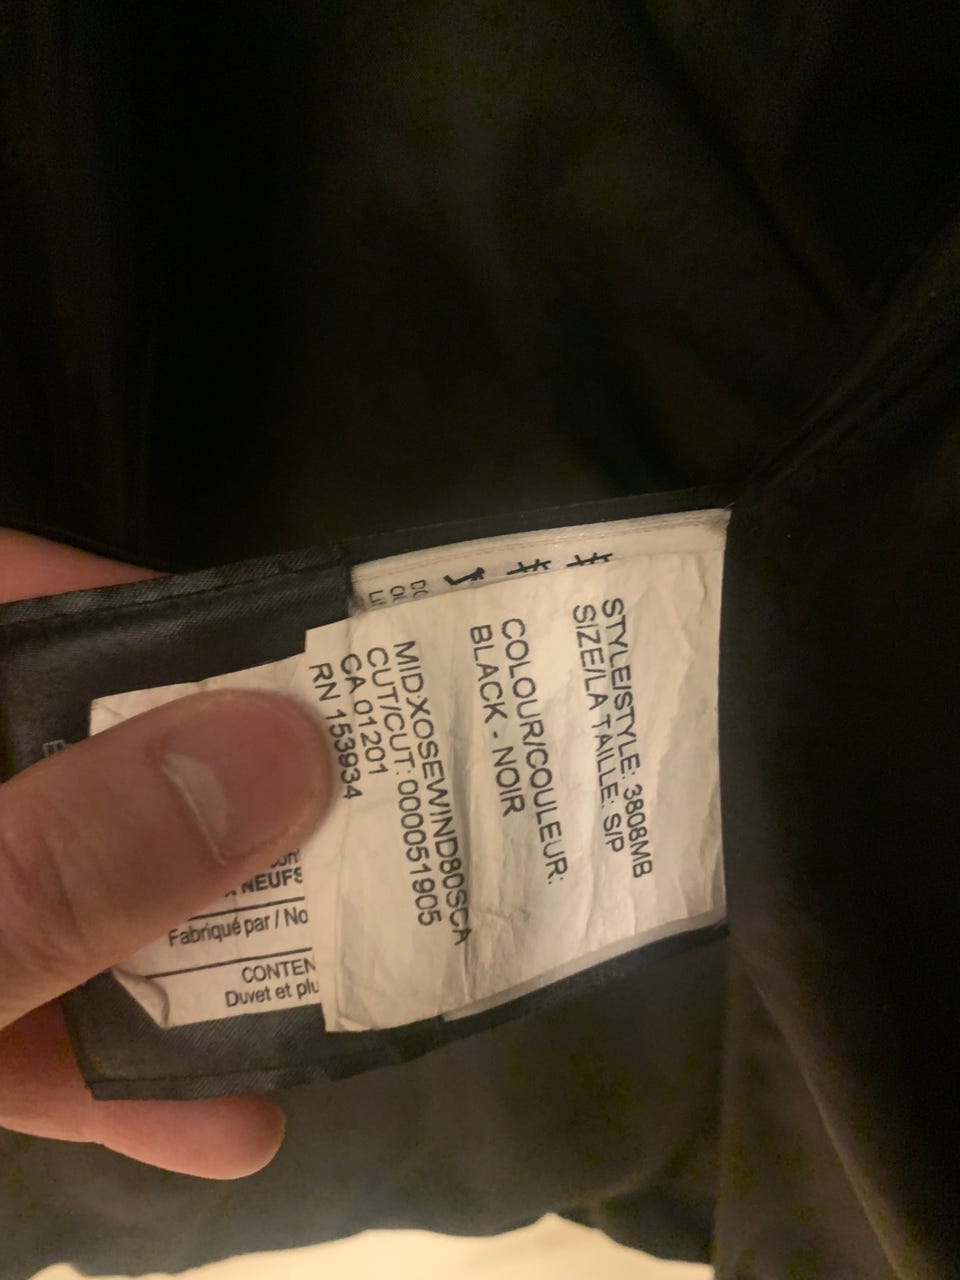 STYLE/STYLE: 3808MB
SIZE/LA TAILLE: S/P
COLOUR/COULEUR:
BLACK - NOIR
MID:XOSEWIND80SCA
CUT/CUT: 000051905
CA 01201
RN 153934
NEUFS
Fabriqué par / No
CONTEN
Duvet et plu